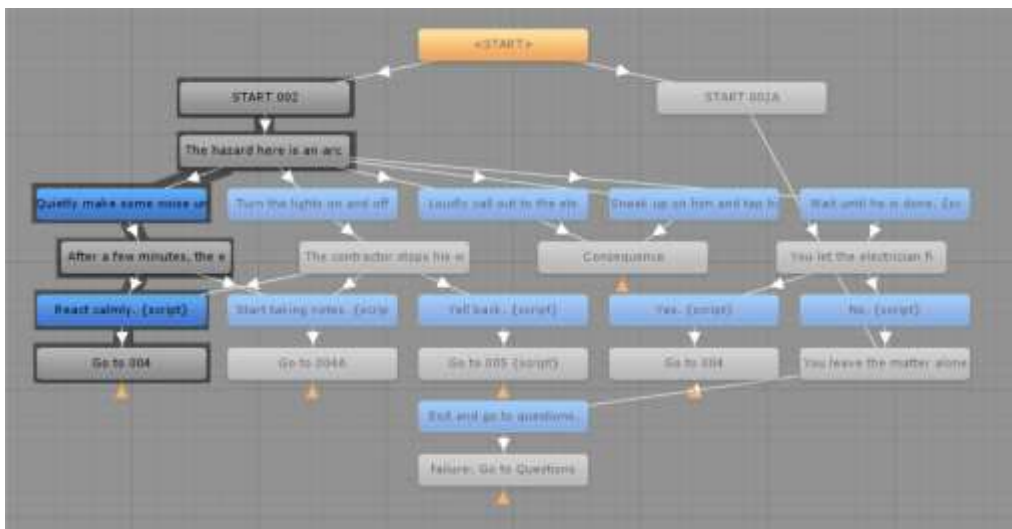 <START>
START 002
START 002A
The hazard here is an arc
Quietly make some noise un
Turn the lights on and off
Loudly call out to the ele
Sneak up on him and tap h
Wait until he is done. {sc
After a few minutes, the e
The contractor stops his w
Consequence
You let the electrician fi
React calmly. {script}
Start taking notes. {scrip
Yell back. {script}
Yes. {script}
No. {script}
Go to 004
Go to 004A
Go to 005 {script}
Go to 004
You leave the matter alone
Exit and go to questions.
failure. Go to Questions